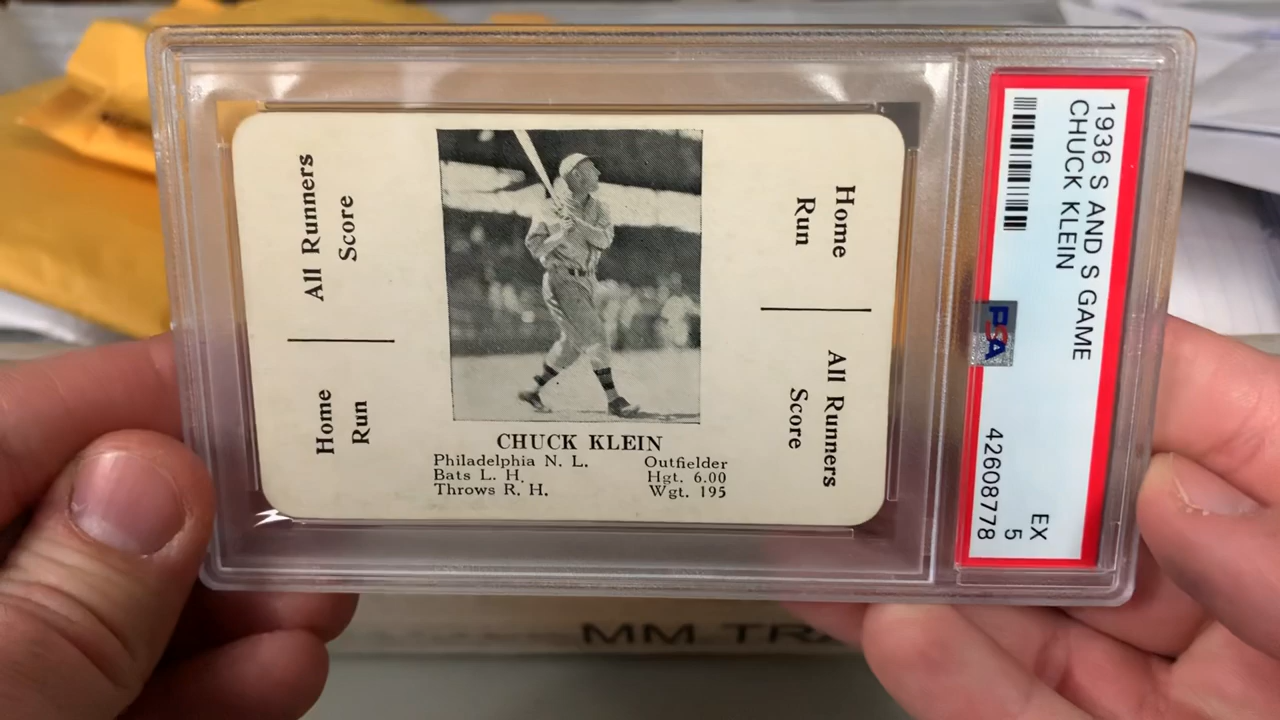 All Runners
Score
Home
Run
CHUCK KLEIN
Philadelphia N. L.
Bats L. H.
Throws R. H.
Outfielder
Hgt. 6.00
Wgt. 195
Home
Run
All Runners
Score
1936 S AND S GAME
CHUCK KLEIN
EX
5
42608778
PSA
MM TRA